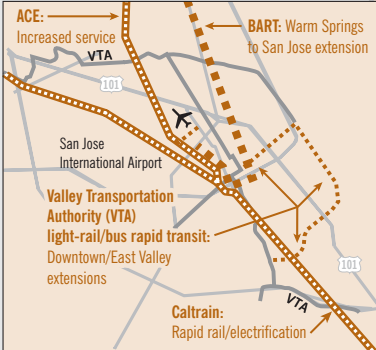 ACE:
Increased service
BART: Warm Springs
to San Jose extension
VTA
101
San Jose
International Airport
Valley Transportation
Authority (VTA)
light-rail/bus rapid transit:
Downtown/East Valley
extensions
101
VTA
Caltrain:
Rapid rail/electrification